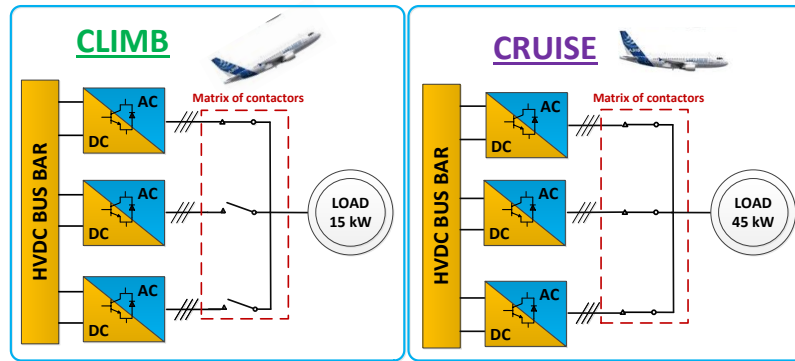 CLIMB
Matrix of contactors
HVDC BUS BAR
AC
DC
AC
DC
AC
DC
LOAD
15 kW
CRUISE
Matrix of contactors
HVDC BUS BAR
AC
DC
AC
DC
AC
DC
LOAD
45 kW